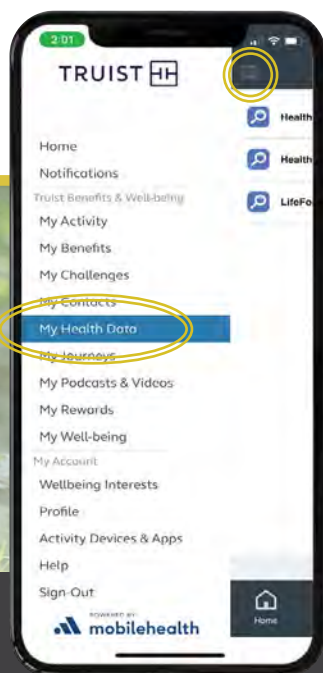 2:01
TRUIST
Health
Home
Health
Notifications
Truist Benefits & Well-being
LifeFo
My Activity
My Benefits
My Challenges
My Contacts
My Health Data
My Journeys
My Podcasts & Videos
My Rewards
My Well-being
My Account
Wellbeing Interests
Profile
Activity Devices & Apps
Help
Sign-Out
POWERED BY
mobilehealth
Home